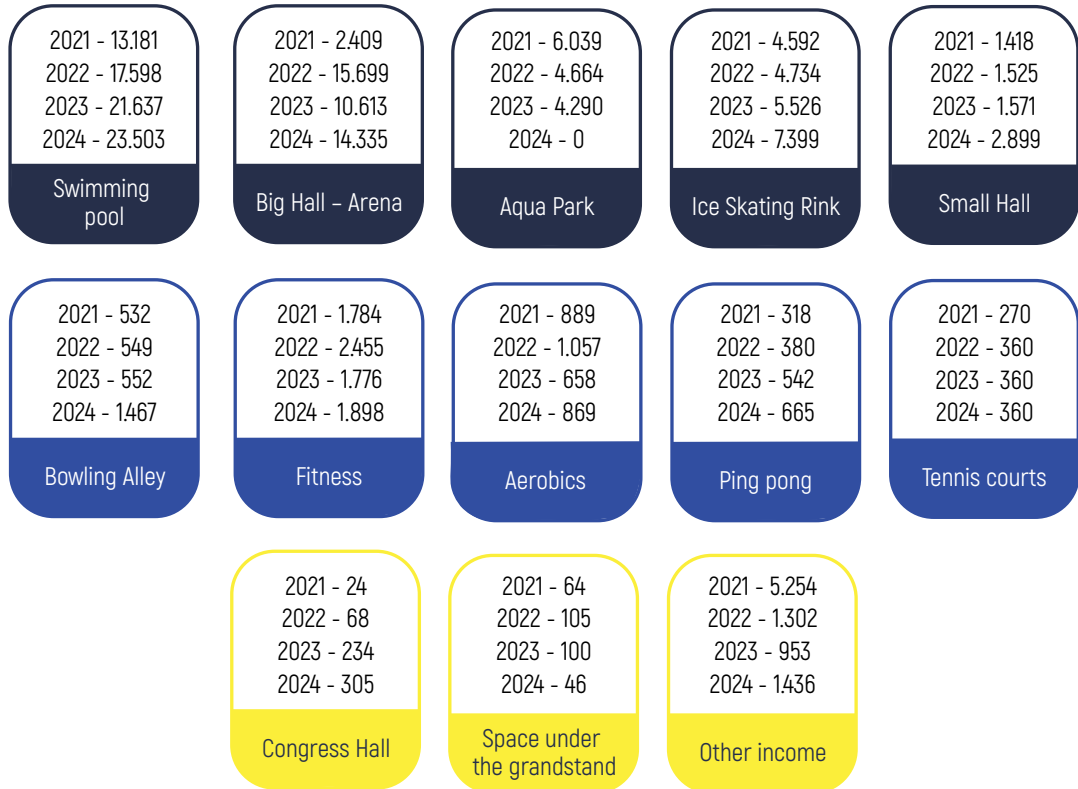 2021 - 13.181
2022 - 17.598
2023 - 21.637
2024 - 23.503
Swimming
pool
2021 - 2.409
2022 - 15.699
2023 - 10.613
2024 - 14.335
Big Hall – Arena
2021 - 6.039
2022 - 4.664
2023 - 4.290
2024 - 0
Aqua Park
2021 - 4.592
2022 - 4.734
2023 - 5.526
2024 - 7.399
Ice Skating Rink
2021 - 1.418
2022 - 1.525
2023 - 1.571
2024 - 2.899
Small Hall
2021 - 532
2022 - 549
2023 - 552
2024 - 1.467
Bowling Alley
2021 - 1.784
2022 - 2.455
2023 - 1.776
2024 - 1.898
Fitness
2021 - 889
2022 - 1.057
2023 - 658
2024 - 869
Aerobics
2021 - 318
2022 - 380
2023 - 542
2024 - 665
Ping pong
2021 - 270
2022 - 360
2023 - 360
2024 - 360
Tennis courts
2021 - 24
2022 - 68
2023 - 234
2024 - 305
Congress Hall
2021 - 64
2022 - 105
2023 - 100
2024 - 46
Space under
the grandstand
2021 - 5.254
2022 - 1.302
2023 - 953
2024 - 1.436
Other income